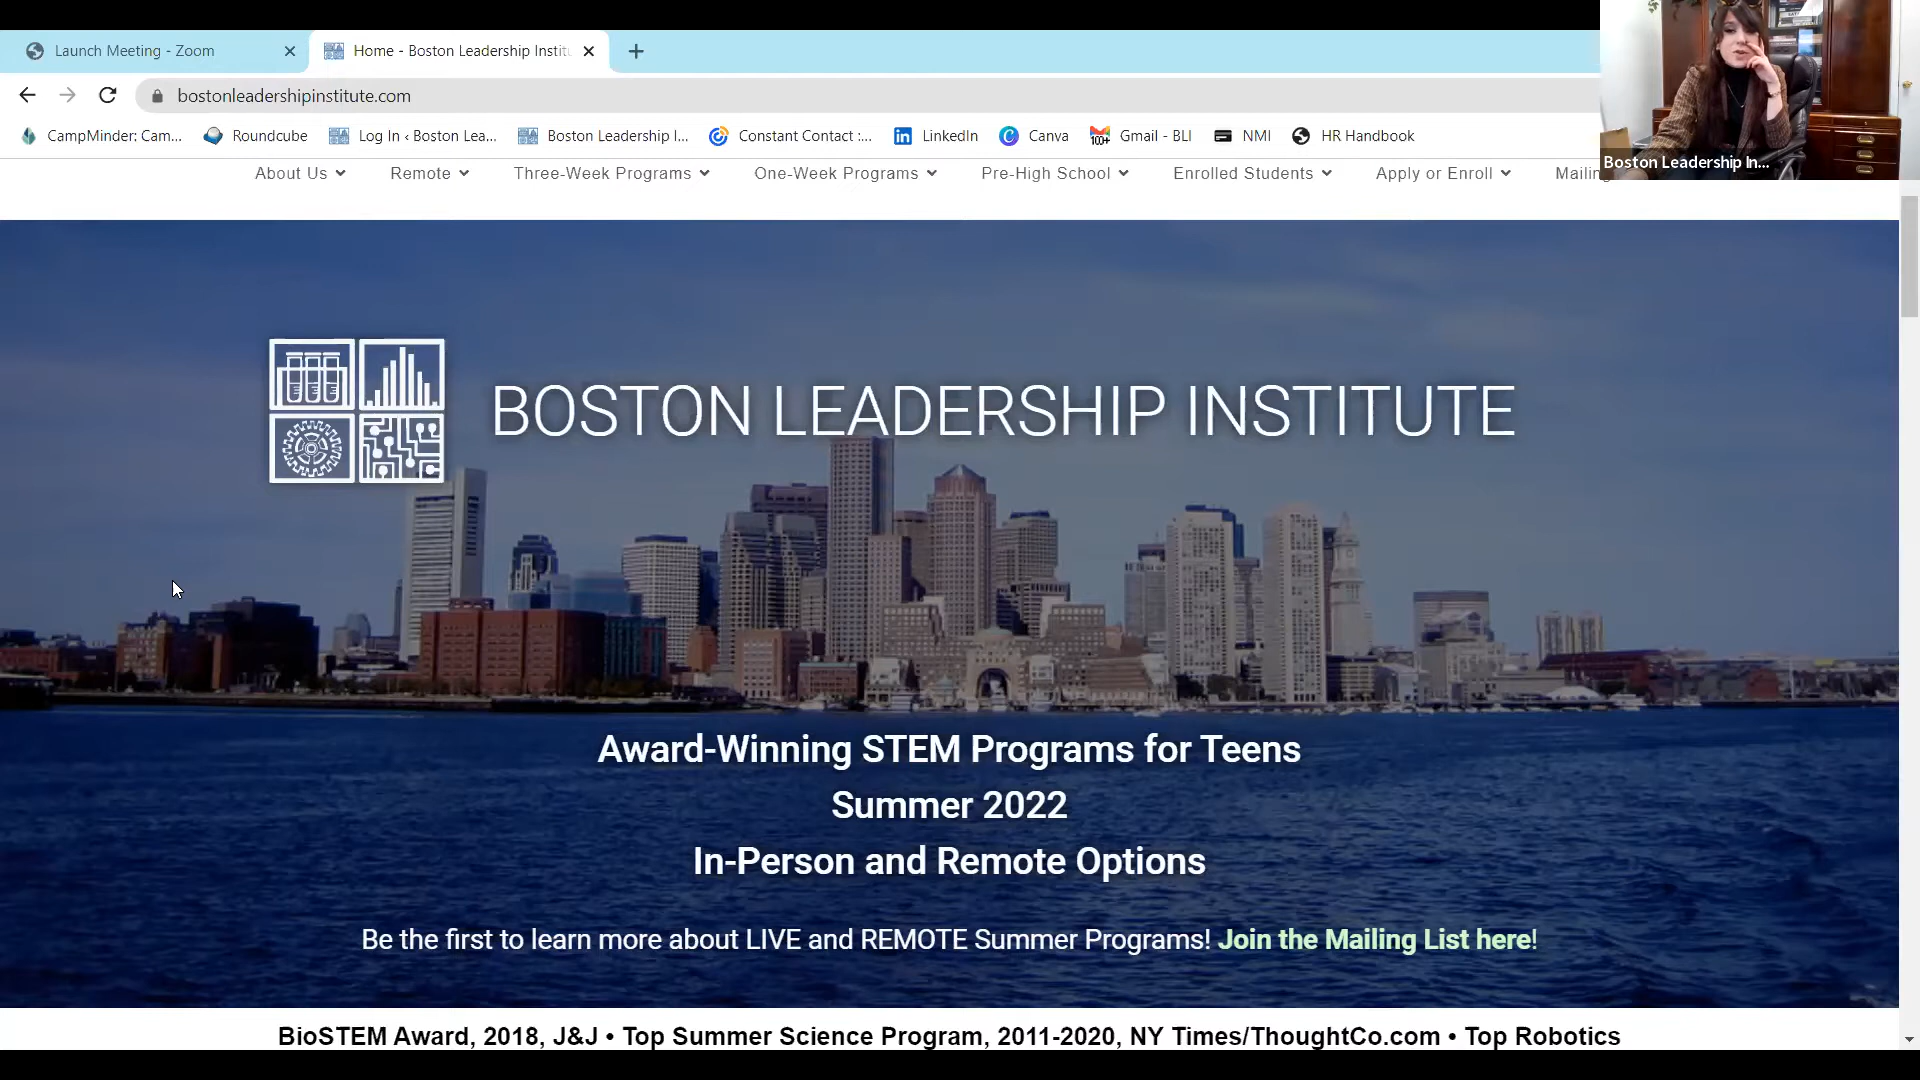 Launch Meeting - Zoom
Home - Boston Leadership Instit
bostonleadershipinstitute.com
CampMinder: Cam...
Roundcube
Log In ‹ Boston Lea...
Boston Leadership I...
Constant Contact :...
LinkedIn
Canva
100+
Gmail - BLI
NMI
HR Handbook
Boston Leadership In...
About Us
Remote
Three-Week Programs
One-Week Programs
Pre-High School
Enrolled Students
Apply or Enroll
Mailing
BOSTON LEADERSHIP INSTITUTE
Award-Winning STEM Programs for Teens
Summer 2022
In-Person and Remote Options
Be the first to learn more about LIVE and REMOTE Summer Programs! Join the Mailing List here!
BioSTEM Award, 2018, J&J • Top Summer Science Program, 2011-2020, NY Times/ThoughtCo.com • Top Robotics